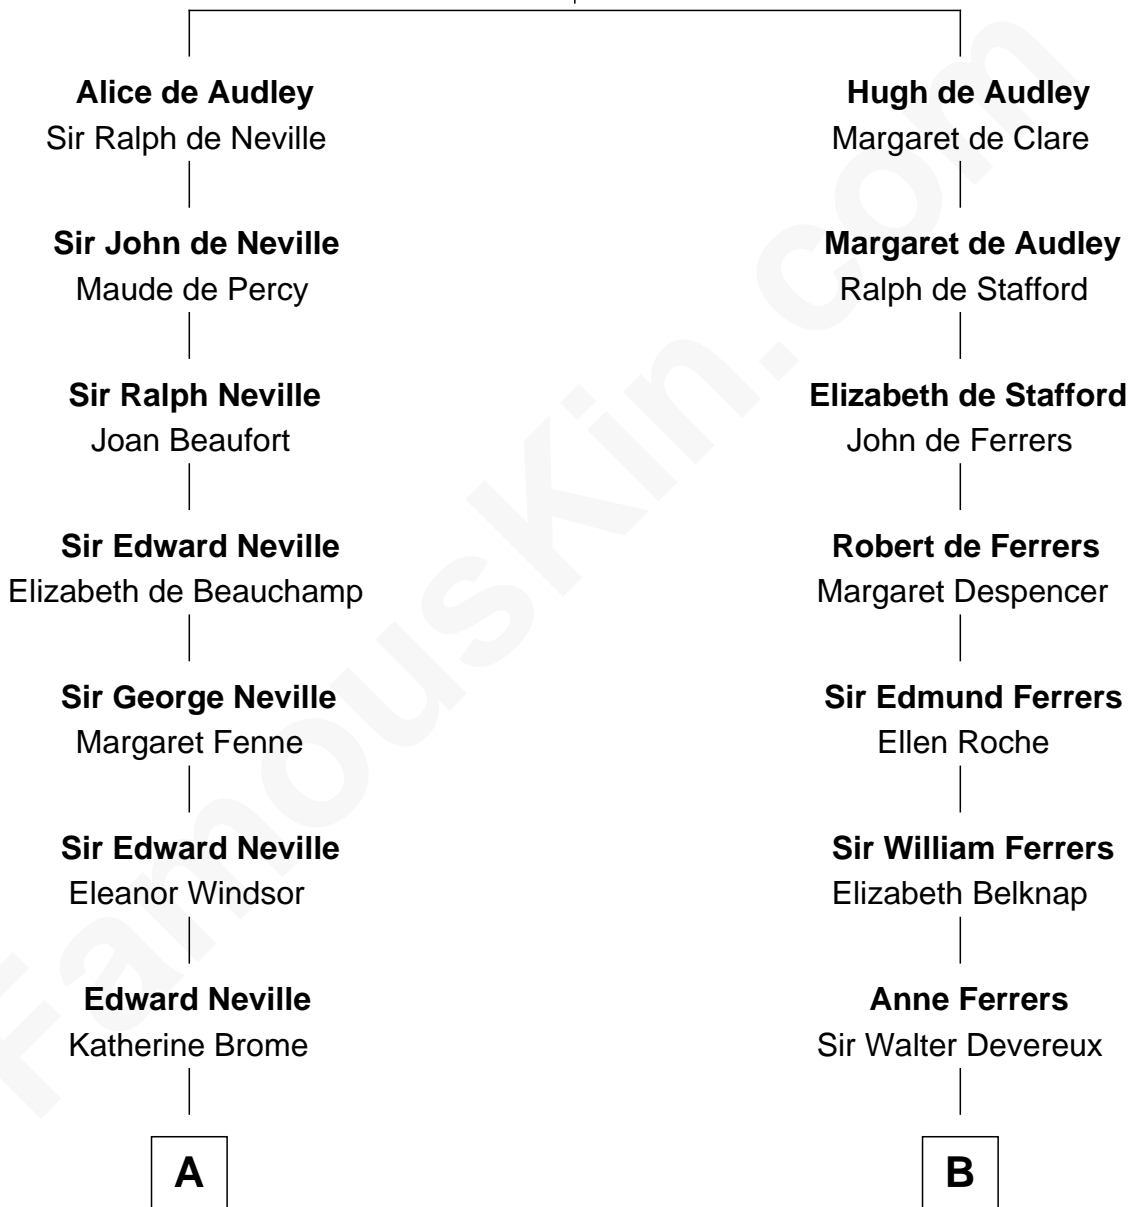 Alice de Audley
Sir Ralph de Neville
Sir John de Neville
Maude de Percy
Sir Ralph Neville
Joan Beaufort
Sir Edward Neville
Elizabeth de Beauchamp
Sir George Neville
Margaret Fenne
Sir Edward Neville
Eleanor Windsor
Edward Neville
Katherine Brome
A
Hugh de Audley
Margaret de Clare
Margaret de Audley
Ralph de Stafford
Elizabeth de Stafford
John de Ferrers
Robert de Ferrers
Margaret Despencer
Sir Edmund Ferrers
Ellen Roche
Sir William Ferrers
Elizabeth Belknap
Anne Ferrers
Sir Walter Devereux
B
FamousKin.com